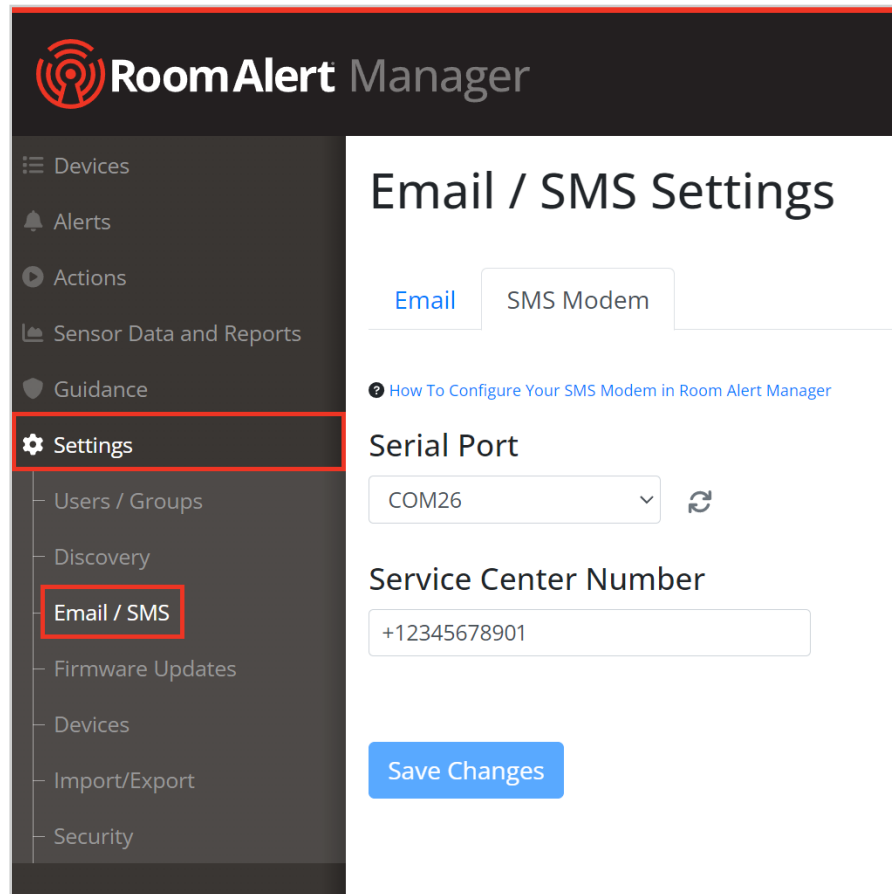 RoomAlert Manager
Devices
Alerts
Actions
Sensor Data and Reports
Guidance
Settings
Users / Groups
Discovery
Email / SMS
Firmware Updates
Devices
Import/Export
Security
Email / SMS Settings
Email SMS Modem
How To Configure Your SMS Modem in Room Alert Manager
Serial Port
COM26
Service Center Number
+12345678901
Save Changes